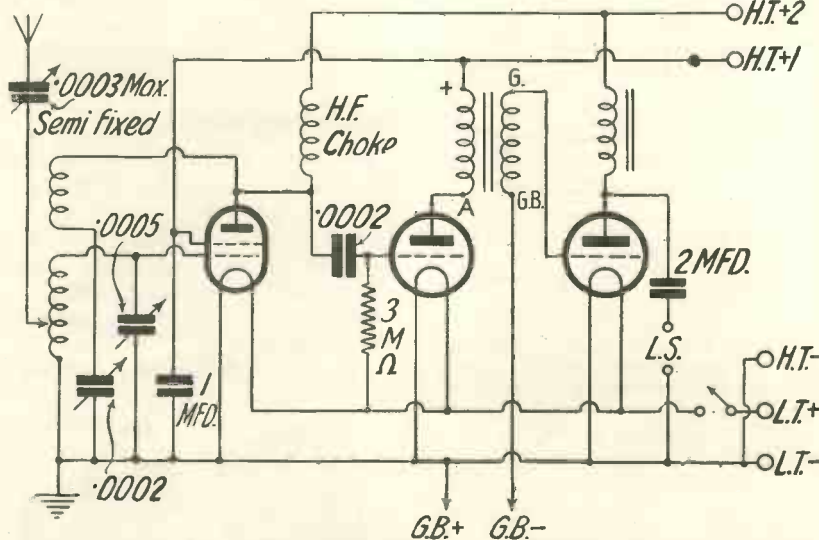 H.T.+2
H.T.+1
.0003 Max.
Semi fixed
H.F.
Choke
+
G.
A
G.B.
.0005
.0002
3
M
Ω
2 MFD.
L.S.
1
MFD.
H.T.-
L.T.+
L.T.-
.0002
G.B.+
G.B.-